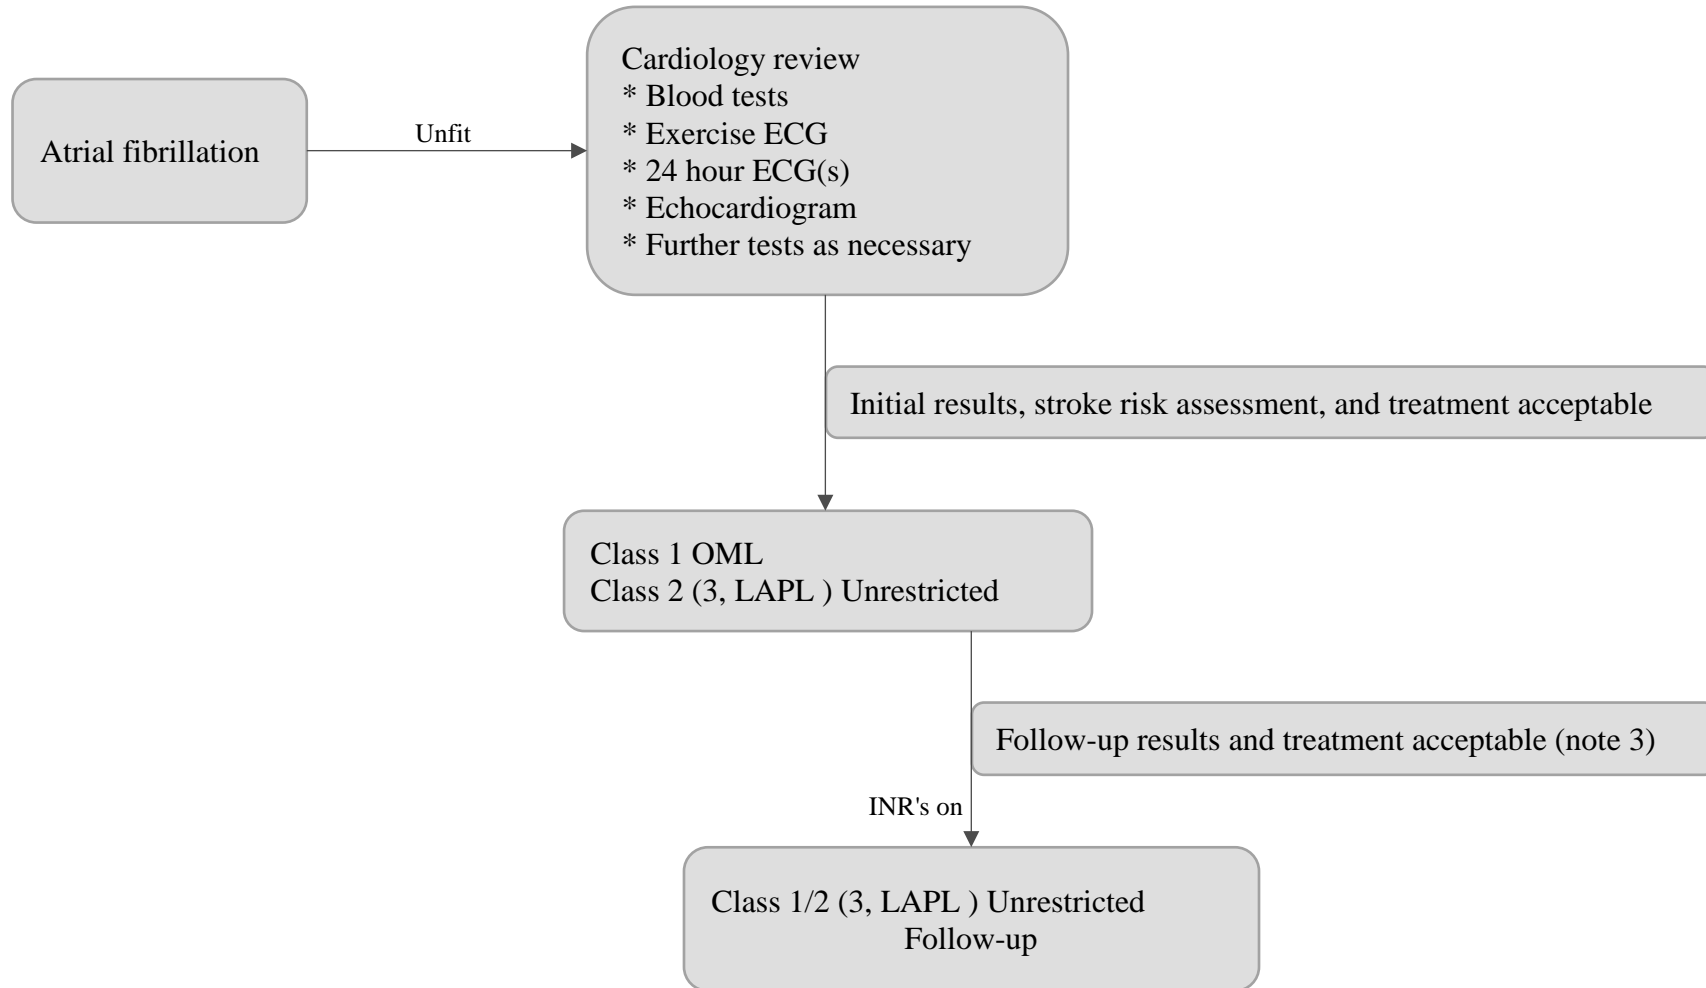 Atrial fibrillation
Unfit
Cardiology review
* Blood tests
* Exercise ECG
* 24 hour ECG(s)
* Echocardiogram
* Further tests as necessary
Initial results, stroke risk assessment, and treatment acceptable
Class 1 OML
Class 2 (3, LAPL ) Unrestricted
Follow-up results and treatment acceptable (note 3)
INR's on
Class 1/2 (3, LAPL ) Unrestricted
Follow-up